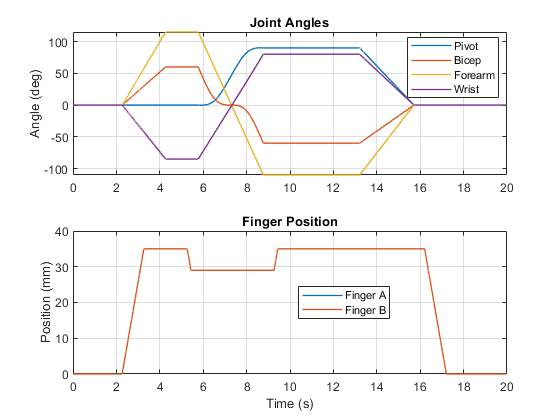 Joint Angles
Angle (deg)
100
50
0
-50
-100
Pivot
Bicep
Forearm
Wrist
0 2 4 6 8 10 12 14 16 18 20
Finger Position
Position (mm)
40
30
20
10
0
Finger A
Finger B
0 2 4 6 8 10 12 14 16 18 20
Time (s)